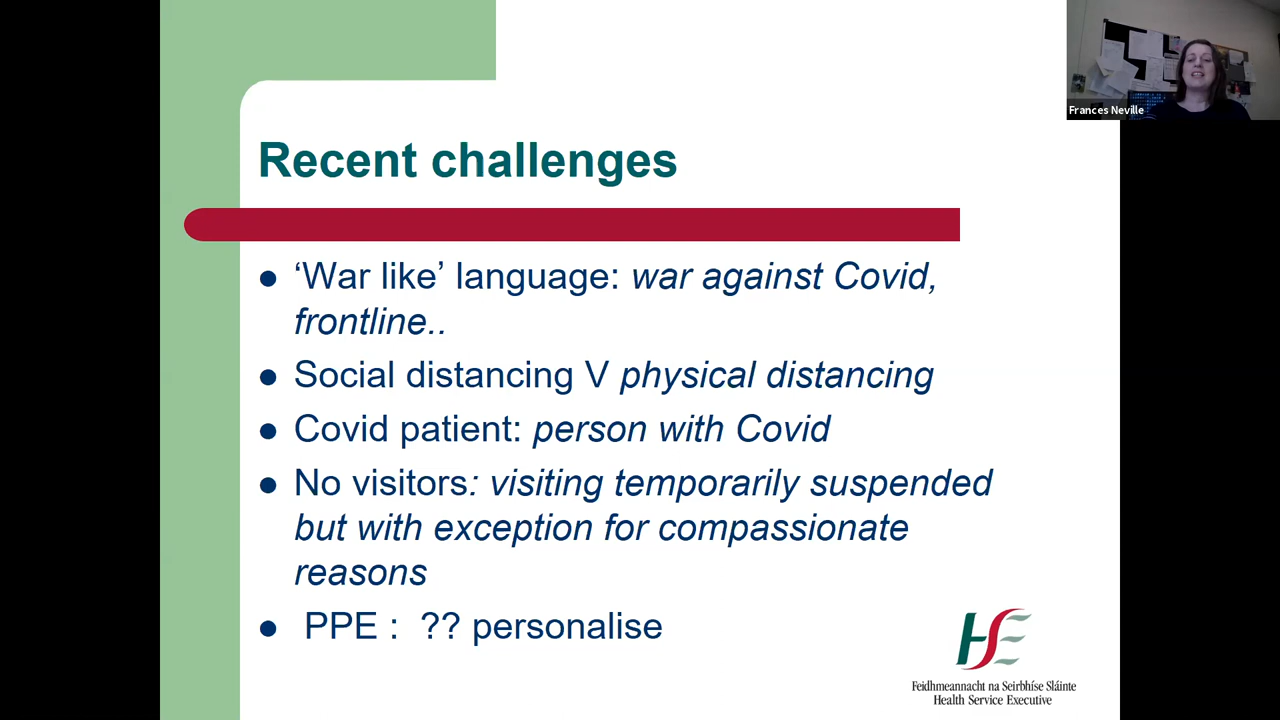 Frances Neville
Recent challenges
‘War like’ language: war against Covid,
frontline..
Social distancing V physical distancing
Covid patient: person with Covid
No visitors: visiting temporarily suspended
but with exception for compassionate
reasons
PPE : ?? personalise
HSE
Feidhmeannacht na Seirbhíse Sláinte
Health Service Executive